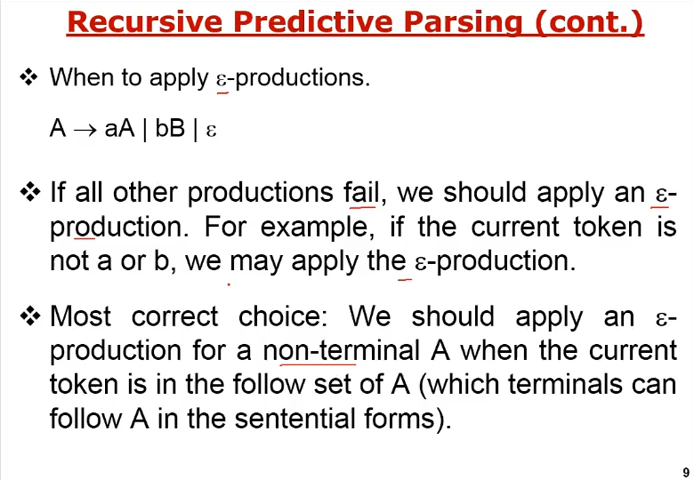 Recursive Predictive Parsing (cont.)
❖ When to apply ε-productions.
A → aA | bB | ε
❖ If all other productions fail, we should apply an ε-
production. For example, if the current token is
not a or b, we may apply the ε-production.
❖ Most correct choice: We should apply an ε-
production for a non-terminal A when the current
token is in the follow set of A (which terminals can
follow A in the sentential forms).
9